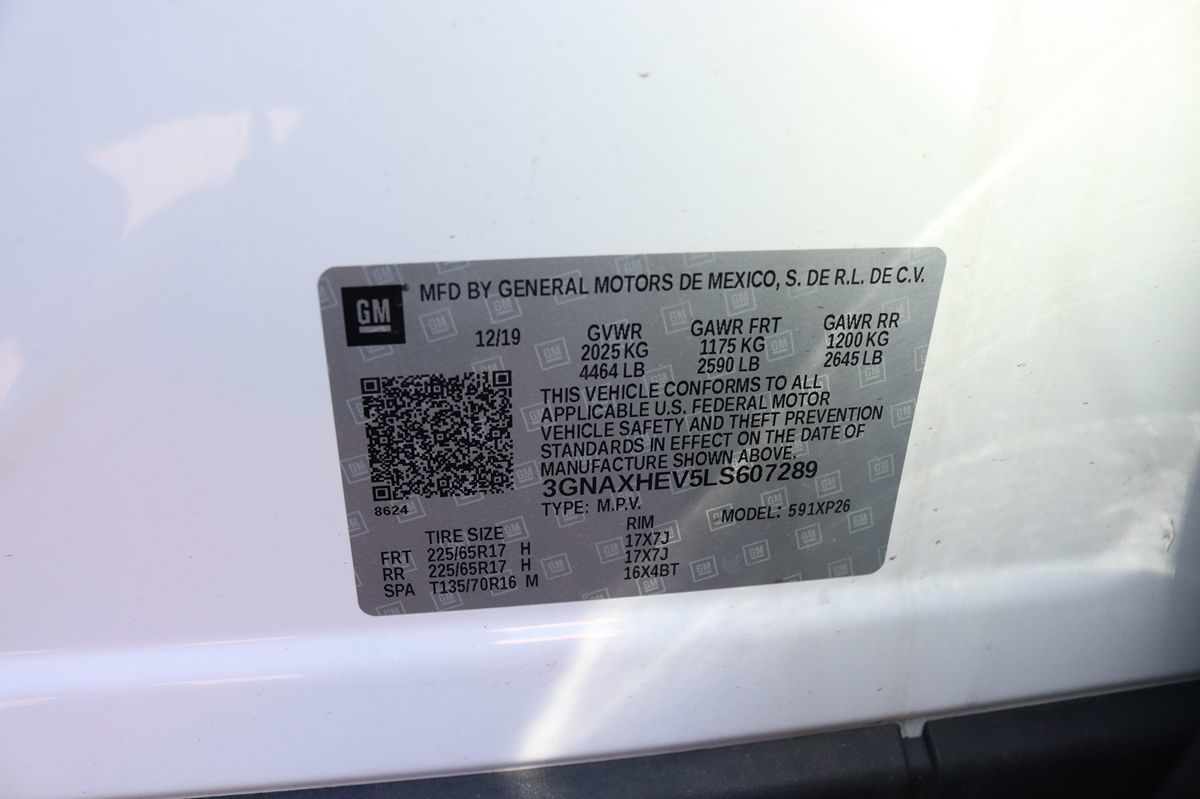 GM
MFD BY GENERAL MOTORS DE MEXICO, S. DE R.L. DE C.V.
12/19 GVWR GAWR FRT GAWR RR
2025 KG 1175 KG 1200 KG
4464 LB 2590 LB 2645 LB
THIS VEHICLE CONFORMS TO ALL
APPLICABLE U.S. FEDERAL MOTOR
VEHICLE SAFETY AND THEFT PREVENTION
STANDARDS IN EFFECT ON THE DATE OF
MANUFACTURE SHOWN ABOVE.
3GNAXHEV5LS607289
8624
TYPE: M.P.V. MODEL: 591XP26
TIRE SIZE RIM
FRT 225/65R17 H 17X7J
RR 225/65R17 H 17X7J
SPA T135/70R16 M 16X4BT